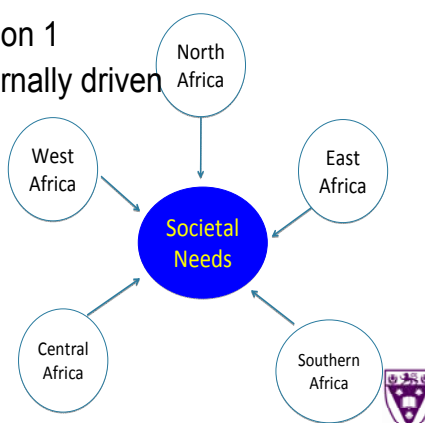 on 1
rnally driven
North
Africa
West
Africa
East
Africa
Societal
Needs
Central
Africa
Southern
Africa